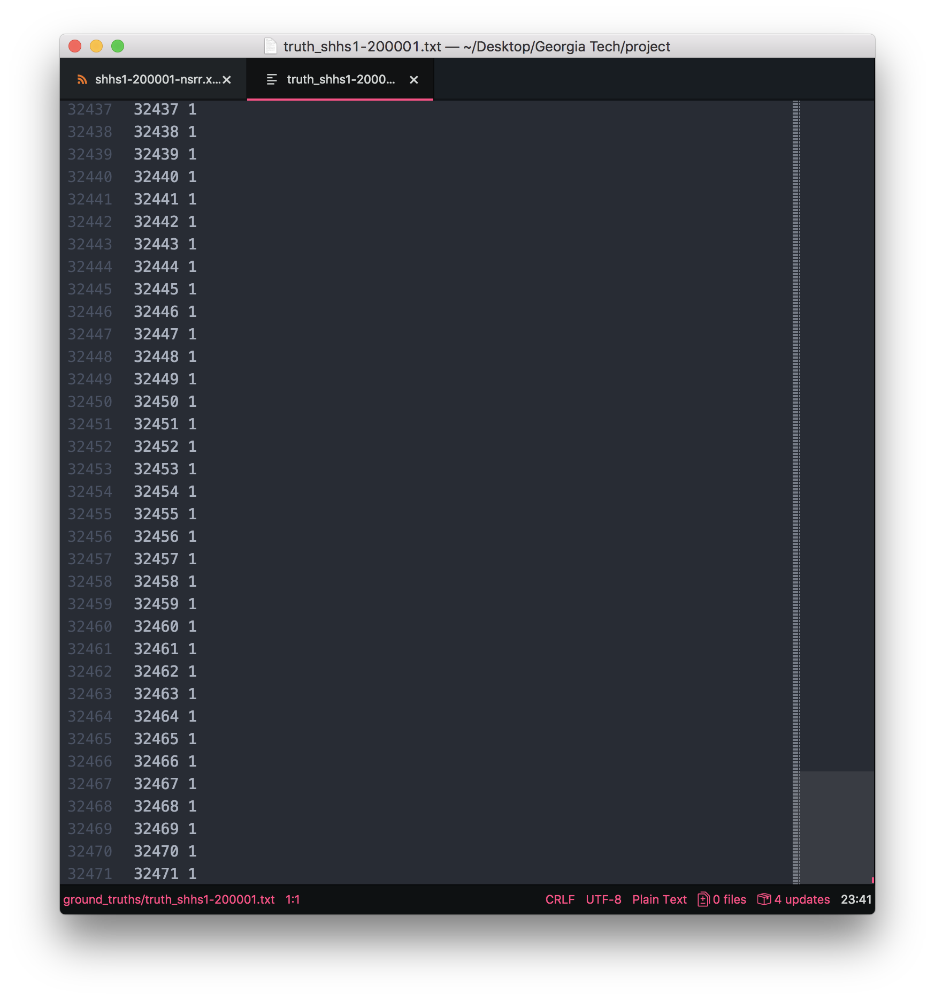 truth_shhs1-200001.txt — ~/Desktop/Georgia Tech/project
shhs1-200001-nsrr.x... truth_shhs1-2000...
32437 32437 1
32438 32438 1
32439 32439 1
32440 32440 1
32441 32441 1
32442 32442 1
32443 32443 1
32444 32444 1
32445 32445 1
32446 32446 1
32447 32447 1
32448 32448 1
32449 32449 1
32450 32450 1
32451 32451 1
32452 32452 1
32453 32453 1
32454 32454 1
32455 32455 1
32456 32456 1
32457 32457 1
32458 32458 1
32459 32459 1
32460 32460 1
32461 32461 1
32462 32462 1
32463 32463 1
32464 32464 1
32465 32465 1
32466 32466 1
32467 32467 1
32468 32468 1
32469 32469 1
32470 32470 1
32471 32471 1
ground_truths/truth_shhs1-200001.txt 1:1 CRLF UTF-8 Plain Text 0 files 4 updates 23:41